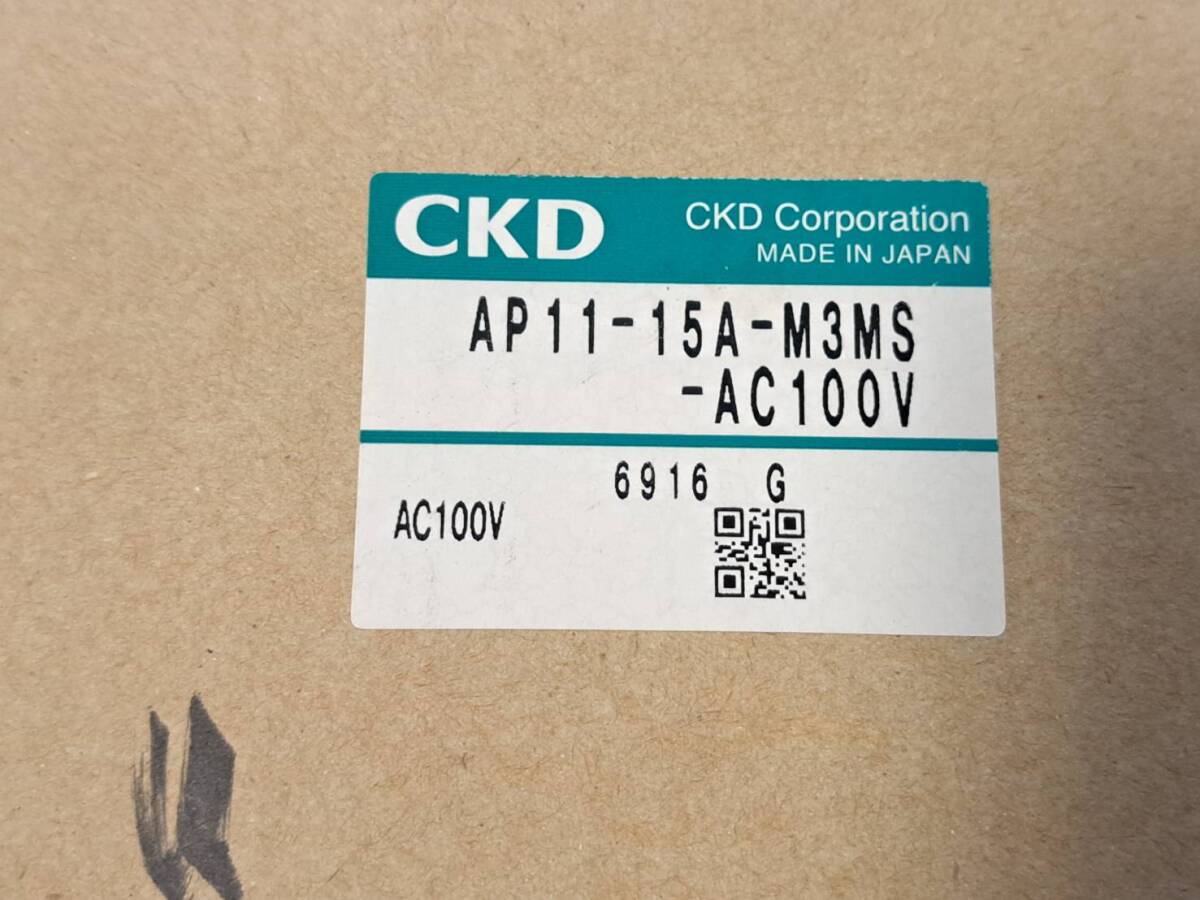 CKD
CKD Corporation
MADE IN JAPAN
AP11-15A-M3MS
-AC100V
6916 G
AC100V